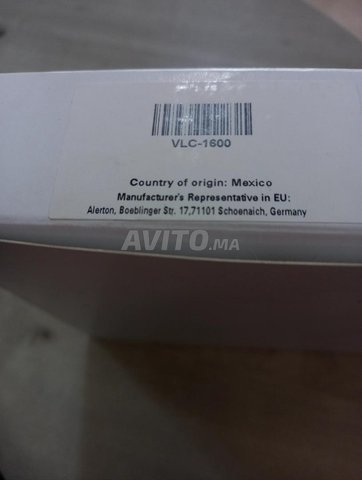 VLC-1600
Country of origin: Mexico
Manufacturer's Representative in EU:
Alerton, Boeblinger Str. 17,71101 Schoenaich, Germany
AVITO.MA